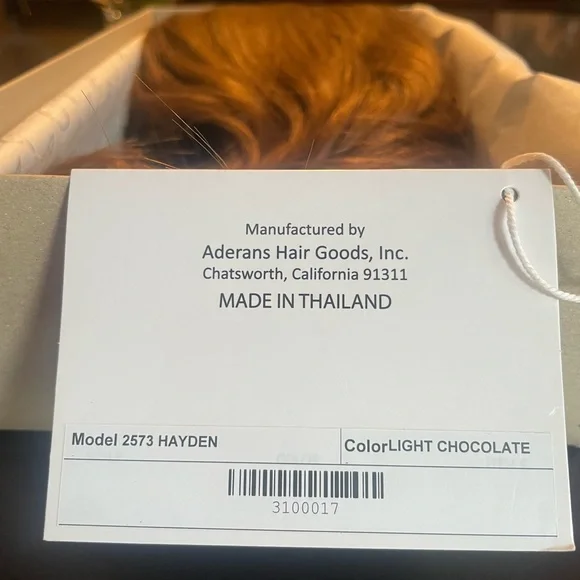 Manufactured by
Aderans Hair Goods, Inc.
Chatsworth, California 91311
MADE IN THAILAND
Model 2573 HAYDEN ColorLIGHT CHOCOLATE
3100017